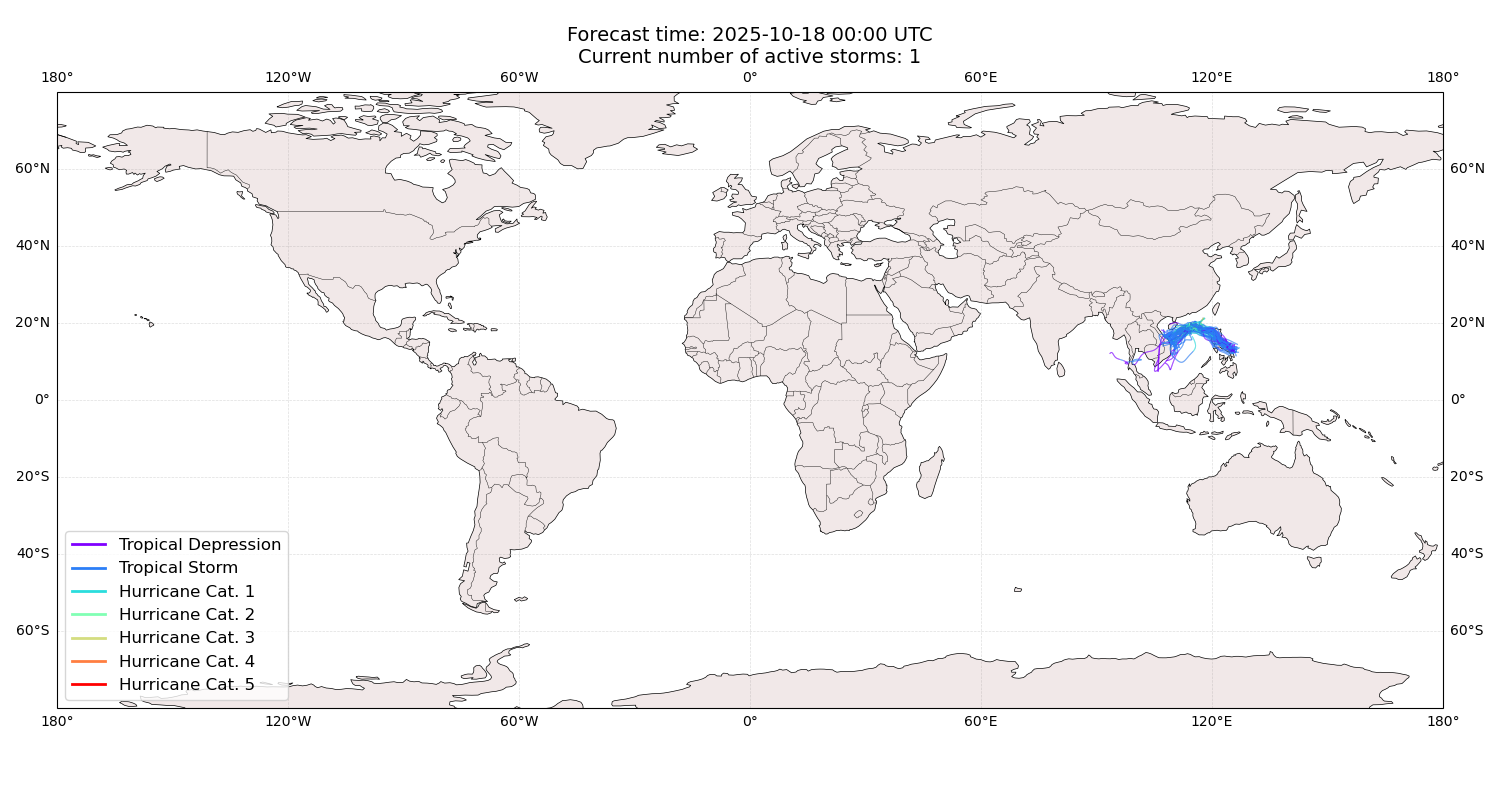 Forecast time: 2025-10-18 00:00 UTC
Current number of active storms: 1
180° 120°W 60°W 0° 60°E 120°E 180°
60°N 60°N
40°N 40°N
20°N 20°N
0° 0°
20°S 20°S
40°S 40°S
60°S 60°S
Tropical Depression
Tropical Storm
Hurricane Cat. 1
Hurricane Cat. 2
Hurricane Cat. 3
Hurricane Cat. 4
Hurricane Cat. 5
180° 120°W 60°W 0° 60°E 120°E 180°